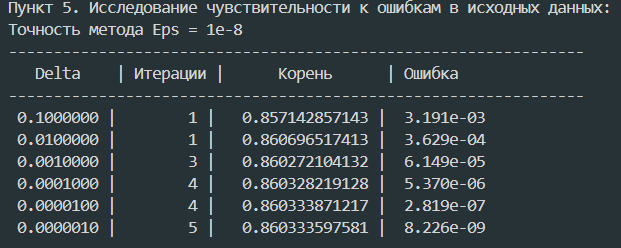 Пункт 5. Исследование чувствительности к ошибкам в исходных данных:
Точность метода Eps = 1e-8
----------------------------------------------------------------
Delta | Итерации | Корень | Ошибка
----------------------------------------------------------------
0.1000000 | 1 | 0.857142857143 | 3.191e-03
0.0100000 | 1 | 0.860696517413 | 3.629e-04
0.0010000 | 3 | 0.860272104132 | 6.149e-05
0.0001000 | 4 | 0.860328219128 | 5.370e-06
0.0000100 | 4 | 0.860333871217 | 2.819e-07
0.0000010 | 5 | 0.860333597581 | 8.226e-09